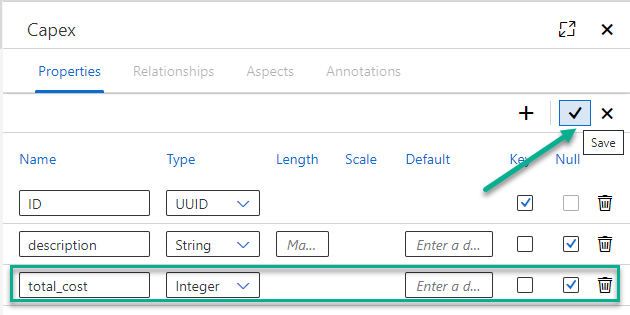 Capex
Properties Relationships Aspects Annotations
Save
Name Type Length Scale Default Key Null
ID UUID
description String Ma... Enter a d...
total_cost Integer Enter a d...